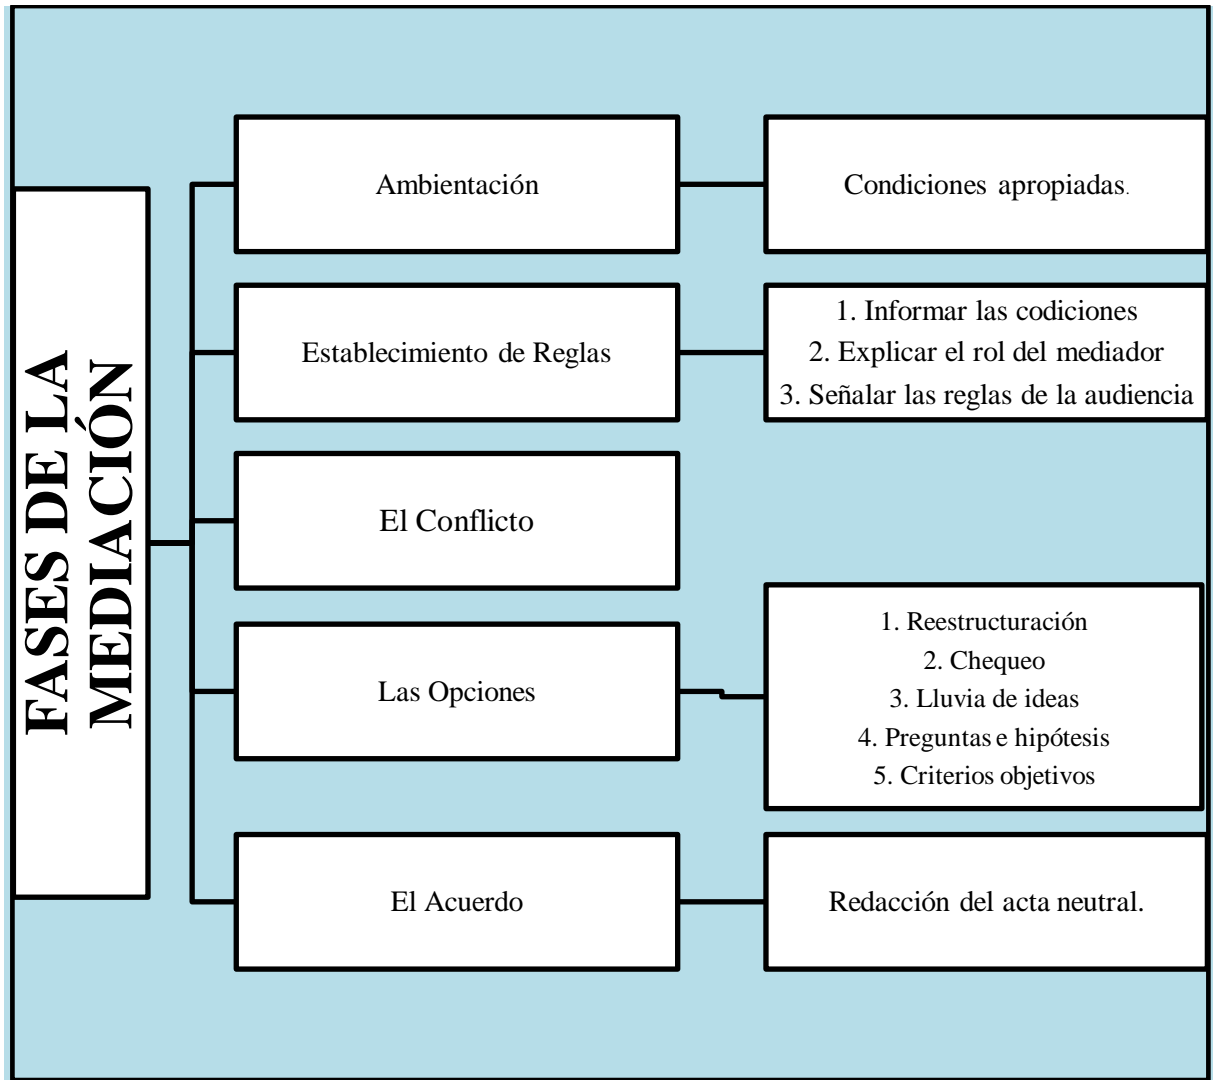 FASES DE LA
MEDIACIÓN
Ambientación
Condiciones apropiadas.
Establecimiento de Reglas
1. Informar las codiciones
2. Explicar el rol del mediador
3. Señalar las reglas de la audiencia
El Conflicto
Las Opciones
1. Reestructuración
2. Chequeo
3. Lluvia de ideas
4. Preguntas e hipótesis
5. Criterios objetivos
El Acuerdo
Redacción del acta neutral.